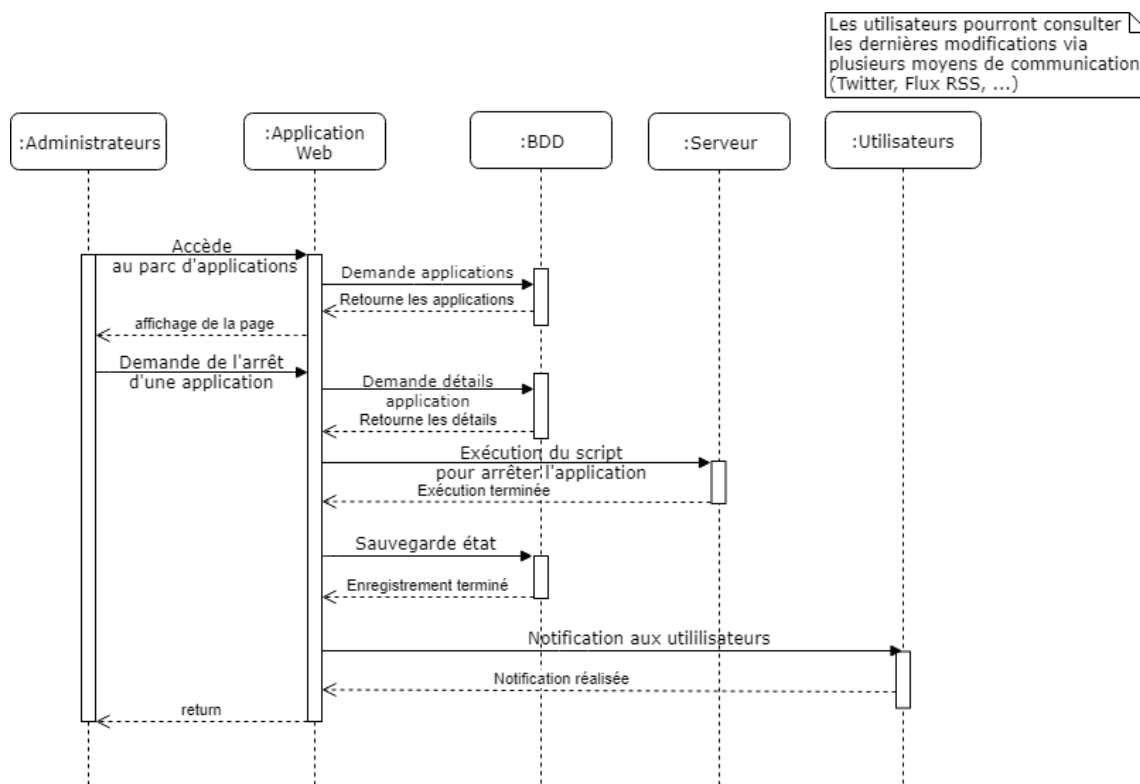 Les utilisateurs pourront consulter
les dernières modifications via
plusieurs moyens de communication
(Twitter, Flux RSS, ...)
:Administrateurs
:Application
Web
:BDD
:Serveur
:Utilisateurs
Accède
au parc d'applications
Demande applications
Retourne les applications
affichage de la page
Demande de l'arrêt
d'une application
Demande détails
application
Retourne les détails
Exécution du script
pour arrêter l'application
Exécution terminée
Sauvegarde état
Enregistrement terminé
Notification aux utililisateurs
Notification réalisée
return